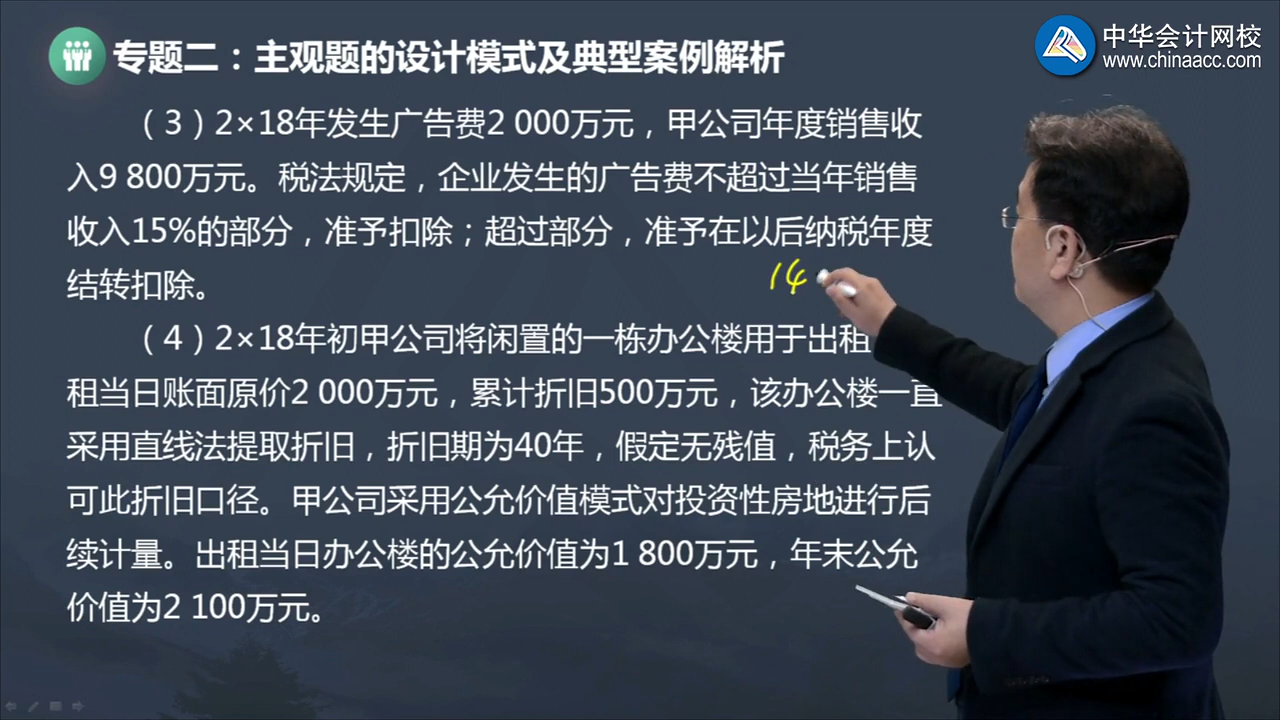 专题二：主观题的设计模式及典型案例解析
中华会计网校
www.chinaacc.com
（3）2×18年发生广告费2 000万元，甲公司年度销售收
入9 800万元。税法规定，企业发生的广告费不超过当年销售
收入15%的部分，准予扣除；超过部分，准予在以后纳税年度
结转扣除。
14
（4）2×18年初甲公司将闲置的一栋办公楼用于出租
租当日账面原价2 000万元，累计折旧500万元，该办公楼一直
采用直线法提取折旧，折旧期为40年，假定无残值，税务上认
可此折旧口径。甲公司采用公允价值模式对投资性房地进行后
续计量。出租当日办公楼的公允价值为1 800万元，年末公允
价值为2 100万元。